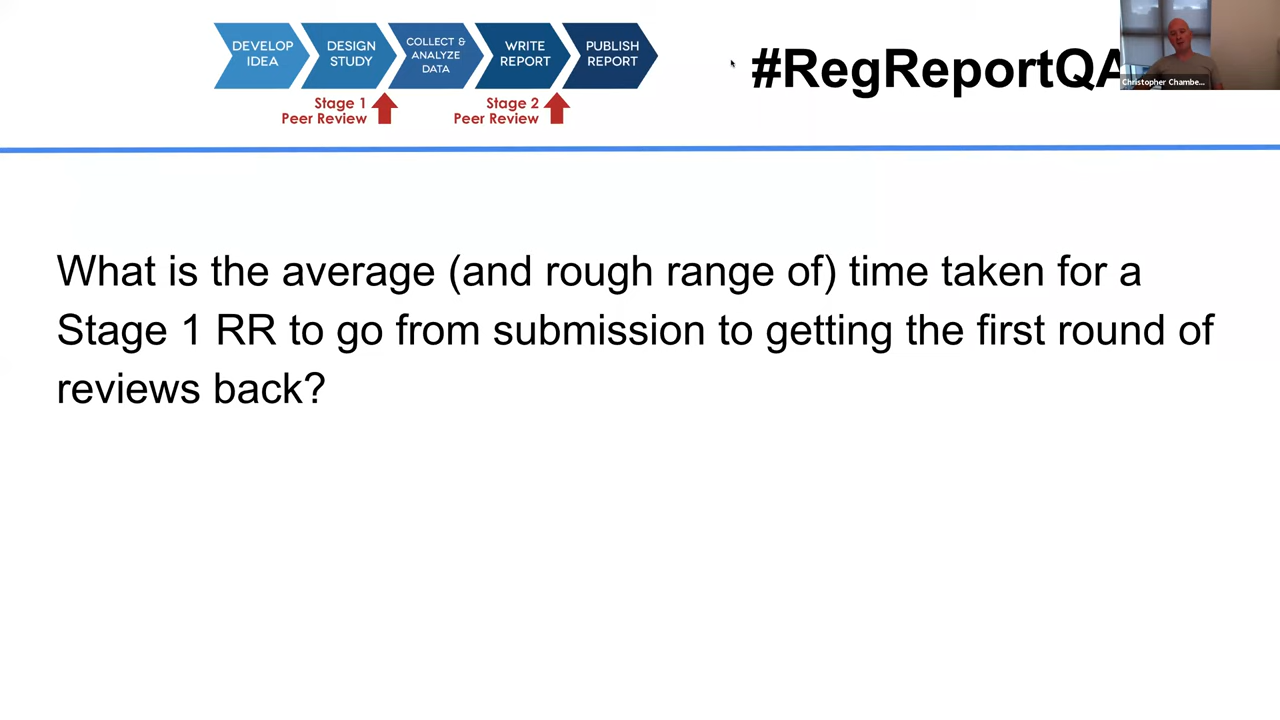 DEVELOP IDEA
DESIGN STUDY
COLLECT & ANALYZE DATA
WRITE REPORT
PUBLISH REPORT
Stage 1 Peer Review
Stage 2 Peer Review
#RegReportQA
Christopher Chambe...
What is the average (and rough range of) time taken for a
Stage 1 RR to go from submission to getting the first round of
reviews back?